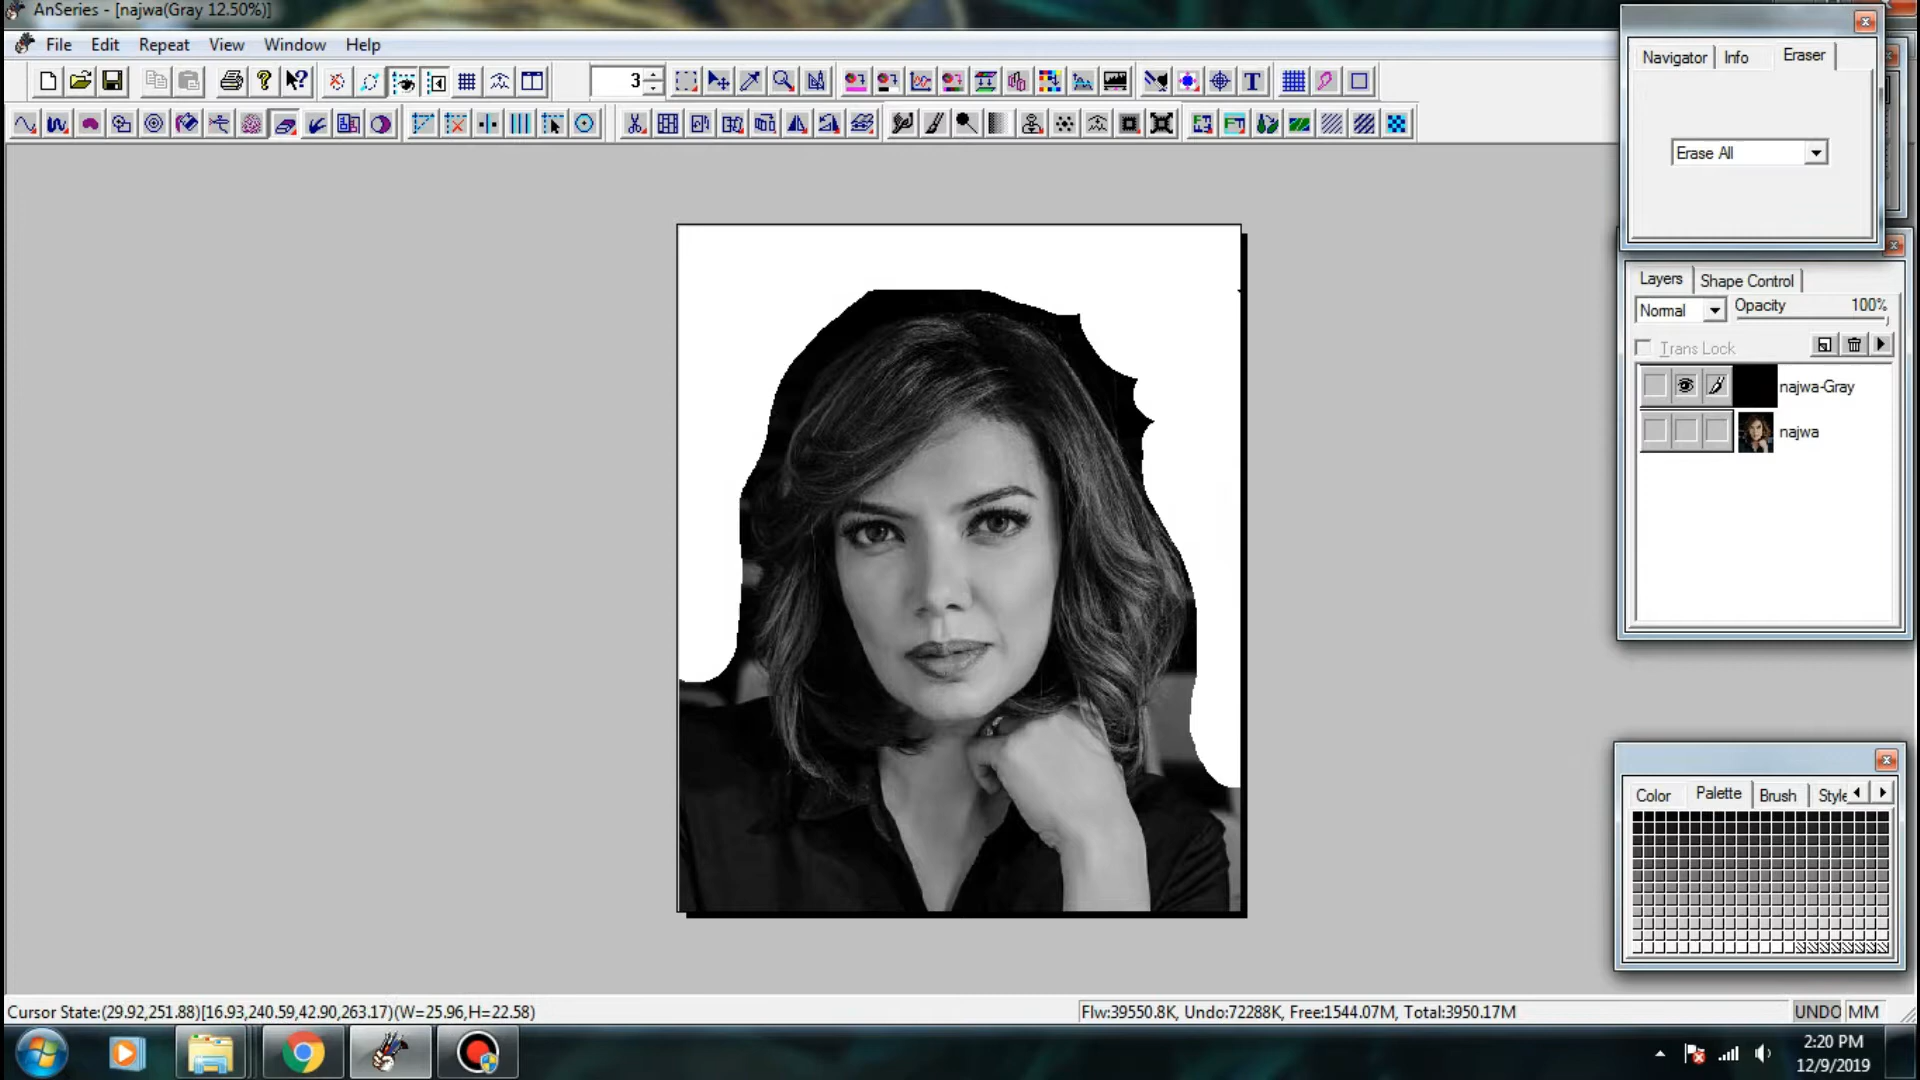 AnSeries - [najwa(Gray 12.50%)]
File Edit Repeat View Window Help
3
Navigator Info Eraser
Erase All
Layers Shape Control
Normal Opacity 100%
Trans Lock
najwa-Gray
najwa
Color Palette Brush Style
Cursor State:(29.92,251.88)[16.93,240.59,42.90,263.17)(W=25.96,H=22.58)
Flw:39550.8K, Undo:72288K, Free:1544.07M, Total:3950.17M
UNDO MM
2:20 PM
12/9/2019